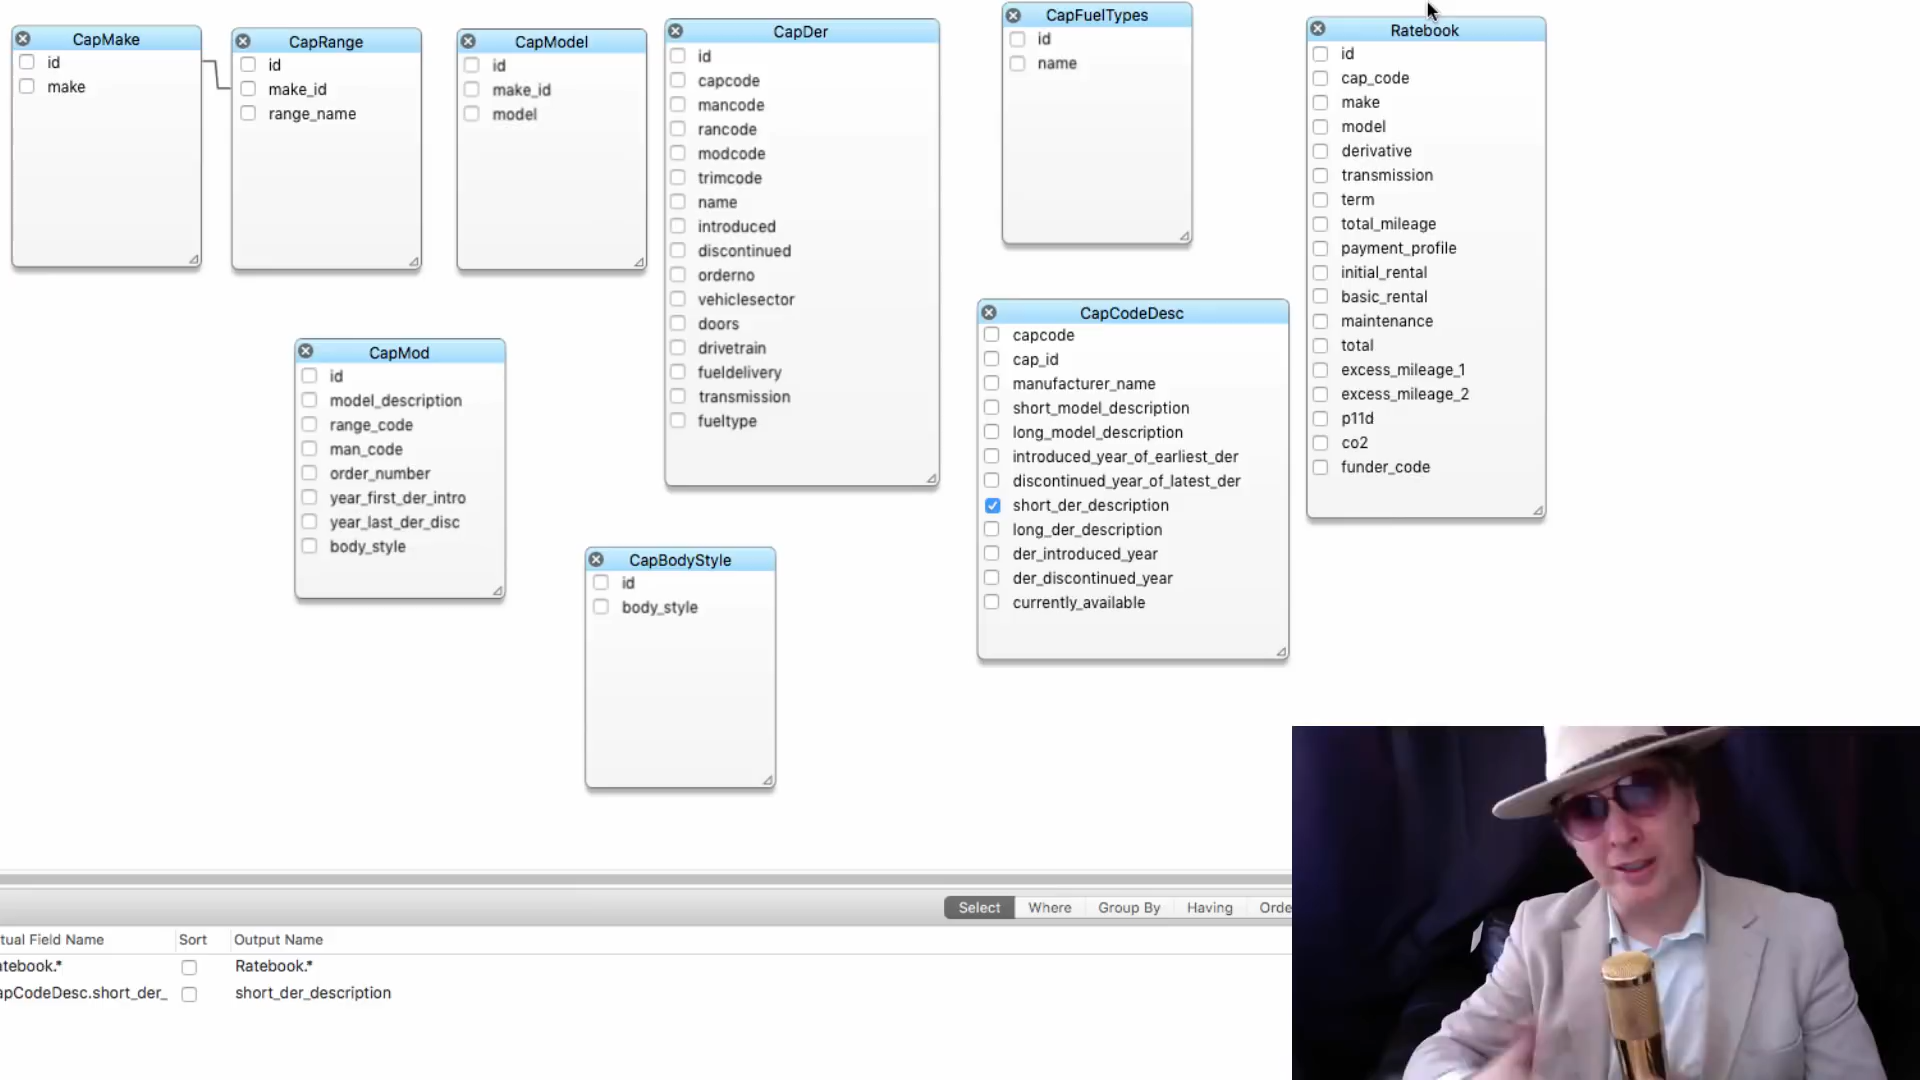 CapMake
id
make
CapRange
id
make_id
range_name
CapModel
id
make_id
model
CapDer
id
capcode
mancode
rancode
modcode
trimcode
name
introduced
discontinued
orderno
vehiclesector
doors
drivetrain
fueldelivery
transmission
fueltype
CapFuelTypes
id
name
Ratebook
id
cap_code
make
model
derivative
transmission
term
total_mileage
payment_profile
initial_rental
basic_rental
maintenance
total
excess_mileage_1
excess_mileage_2
p11d
co2
funder_code
CapMod
id
model_description
range_code
man_code
order_number
year_first_der_intro
year_last_der_disc
body_style
CapBodyStyle
id
body_style
CapCodeDesc
capcode
cap_id
manufacturer_name
short_model_description
long_model_description
introduced_year_of_earliest_der
discontinued_year_of_latest_der
short_der_description
long_der_description
der_introduced_year
der_discontinued_year
currently_available
Select Where Group By Having Orde
tual Field Name Sort Output Name
atebook.* Ratebook.*
apCodeDesc.short_der_ short_der_description